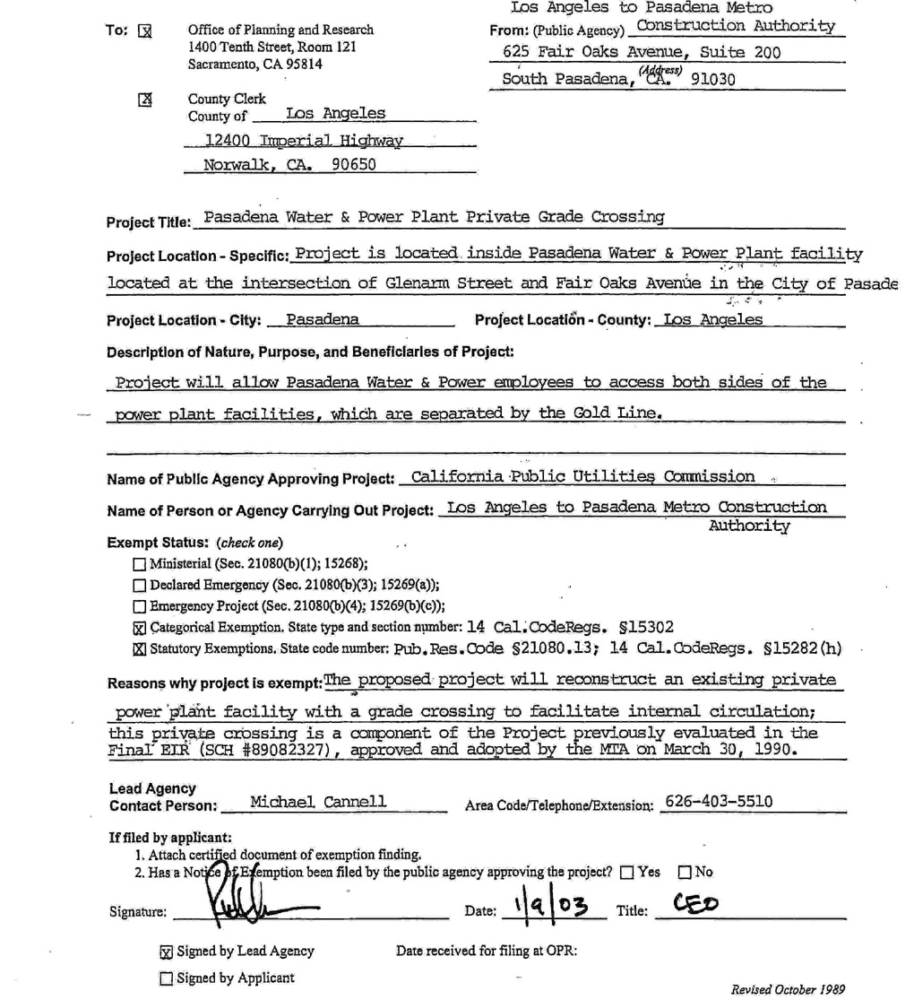 Los Angeles to Pasadena Metro
To: ☒ Office of Planning and Research From: (Public Agency) Construction Authority
1400 Tenth Street, Room 121 625 Fair Oaks Avenue, Suite 200
Sacramento, CA 95814 (Address)
South Pasadena, CA. 91030
☒ County Clerk
County of Los Angeles
12400 Imperial Highway
Norwalk, CA. 90650
Project Title: Pasadena Water & Power Plant Private Grade Crossing
Project Location - Specific: Project is located inside Pasadena Water & Power Plant facility
located at the intersection of Glenarm Street and Fair Oaks Avenue in the City of Pasade
Project Location - City: Pasadena Project Location - County: Los Angeles
Description of Nature, Purpose, and Beneficiaries of Project:
Project will allow Pasadena Water & Power employees to access both sides of the
power plant facilities, which are separated by the Gold Line.
Name of Public Agency Approving Project: California Public Utilities Commission
Name of Person or Agency Carrying Out Project: Los Angeles to Pasadena Metro Construction
Authority
Exempt Status: (check one)
☐ Ministerial (Sec. 21080(b)(1); 15268);
☐ Declared Emergency (Sec. 21080(b)(3); 15269(a));
☐ Emergency Project (Sec. 21080(b)(4); 15269(b)(c));
☒ Categorical Exemption. State type and section number: 14 Cal.CodeRegs. §15302
☒ Statutory Exemptions. State code number: Pub.Res.Code §21080.13; 14 Cal.CodeRegs. §15282(h)
Reasons why project is exempt: The proposed project will reconstruct an existing private
power plant facility with a grade crossing to facilitate internal circulation;
this private crossing is a component of the Project previously evaluated in the
Final EIR (SCH #89082327), approved and adopted by the MTA on March 30, 1990.
Lead Agency
Contact Person: Michael Cannell Area Code/Telephone/Extension: 626-403-5510
If filed by applicant:
1. Attach certified document of exemption finding.
2. Has a Notice of Exemption been filed by the public agency approving the project? ☐ Yes ☐ No
Signature: Date: 1/9/03 Title: CEO
☒ Signed by Lead Agency Date received for filing at OPR:
☐ Signed by Applicant
Revised October 1989